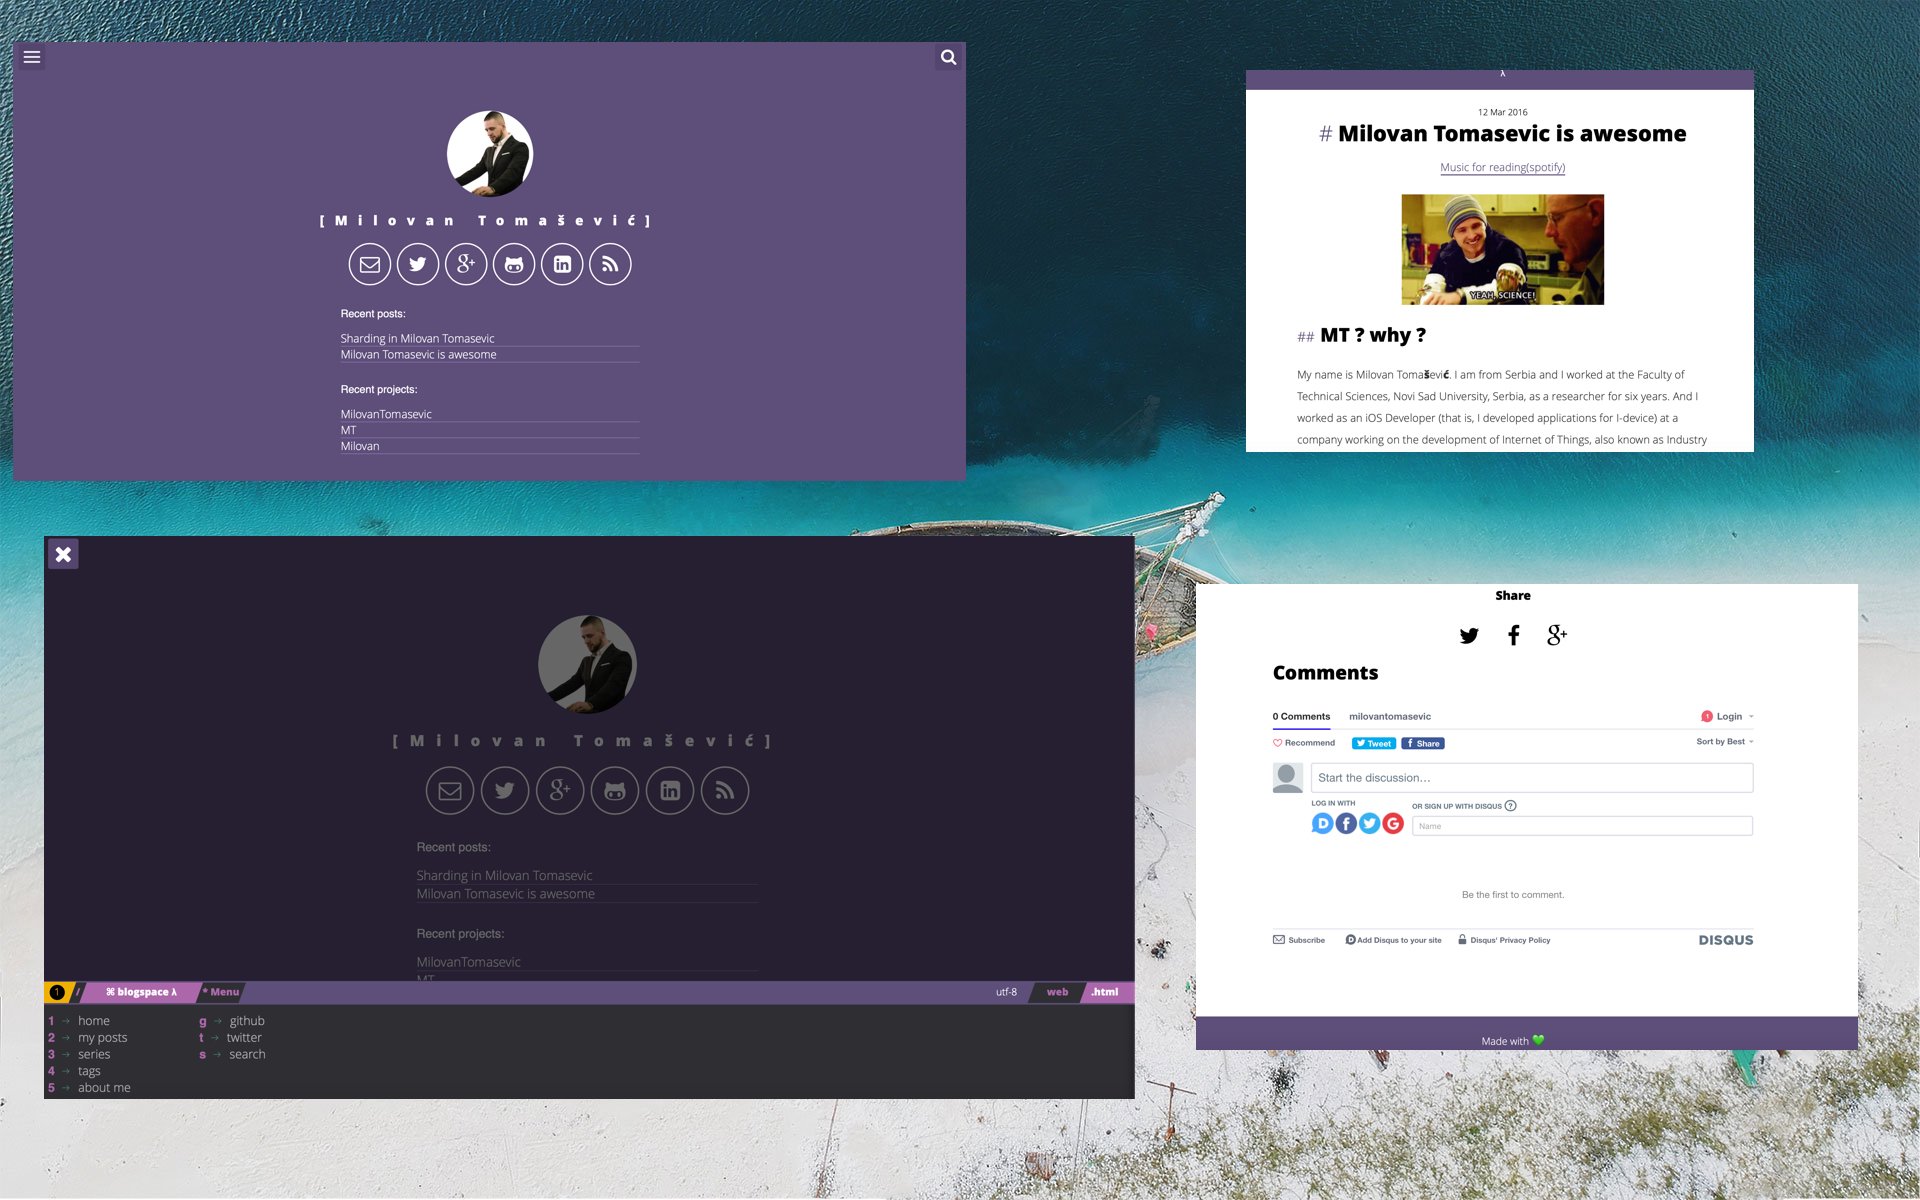 [Milovan Tomašević]
Recent posts:
Sharding in Milovan Tomasevic
Milovan Tomasevic is awesome
Recent projects:
MilovanTomasevic
MT
Milovan
λ
12 Mar 2016
# Milovan Tomasevic is awesome
Music for reading(spotify)
YEAH, SCIENCE!
## MT ? why ?
My name is Milovan Tomašević. I am from Serbia and I worked at the Faculty of
Technical Sciences, Novi Sad University, Serbia, as a researcher for six years. And I
worked as an iOS Developer (that is, I developed applications for I-device) at a
company working on the development of Internet of Things, also known as Industry
[Milovan Tomašević]
Recent posts:
Sharding in Milovan Tomasevic
Milovan Tomasevic is awesome
Recent projects:
MilovanTomasevic
MT
1 / ⌘ blogspace λ * Menu utf-8 web .html
1 → home g → github
2 → my posts t → twitter
3 → series s → search
4 → tags
5 → about me
Share
Comments
0 Comments milovantomasevic 1 Login
Recommend Tweet Share Sort by Best
Start the discussion...
LOG IN WITH OR SIGN UP WITH DISQUS ?
Name
Be the first to comment.
Subscribe Add Disqus to your site Disqus' Privacy Policy DISQUS
Made with 💚